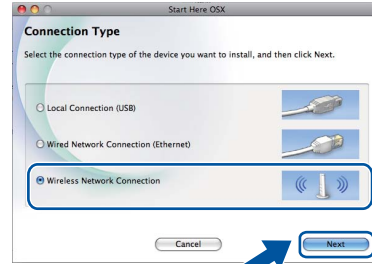 Start Here OSX
Connection Type
Select the connection type of the device you want to install, and then click Next.
Local Connection (USB)
Wired Network Connection (Ethernet)
Wireless Network Connection
Cancel
Next